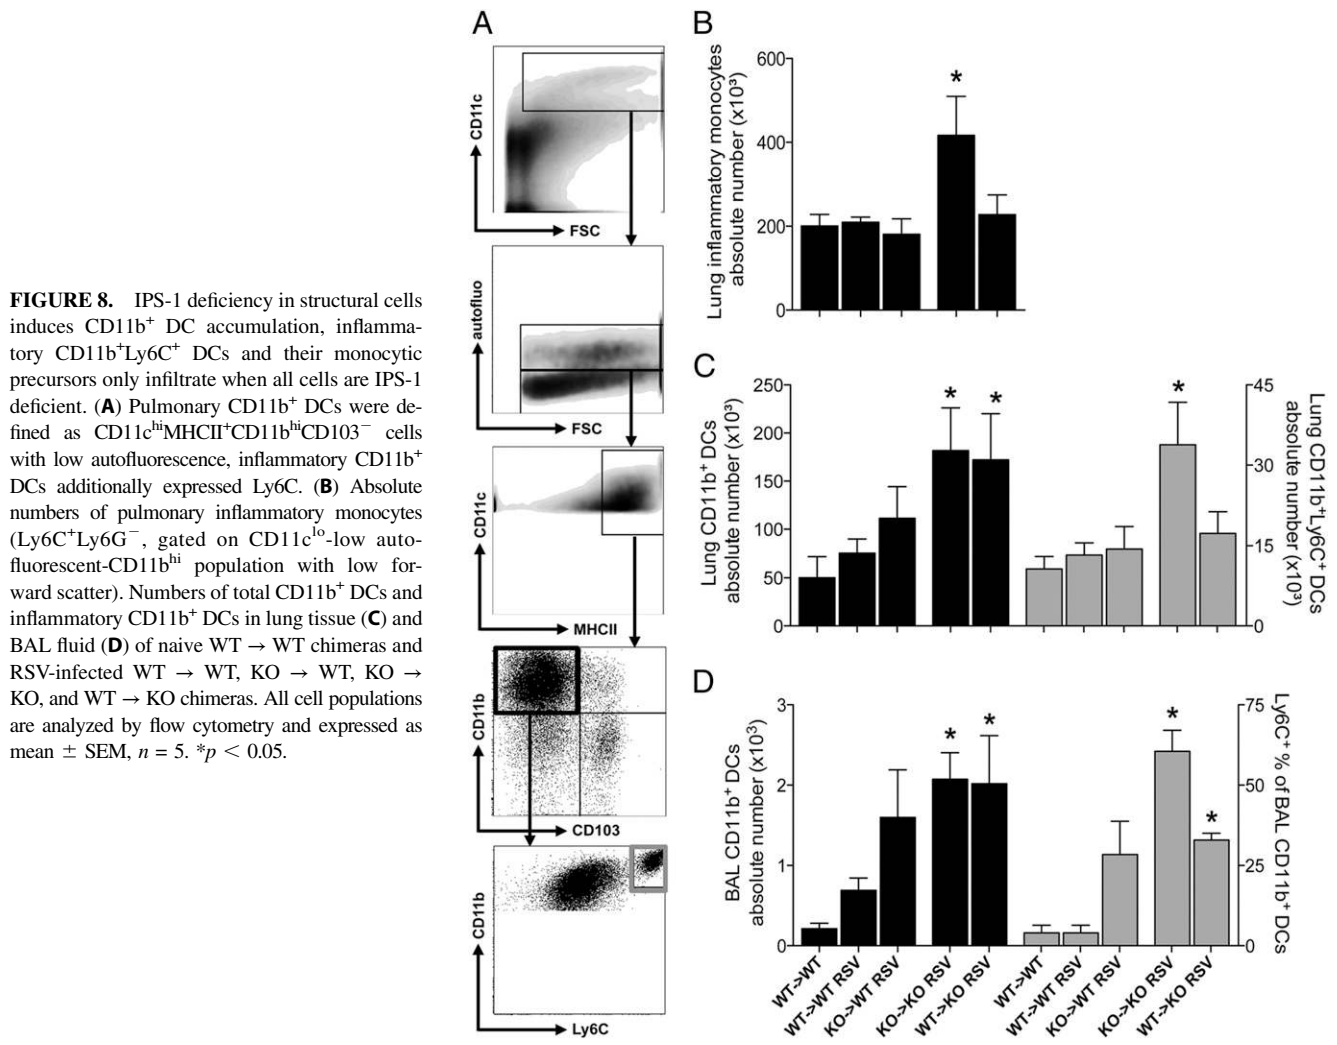 FIGURE 8. IPS-1 deficiency in structural cells
induces CD11b+ DC accumulation, inflamma-
tory CD11b+Ly6C+ DCs and their monocytic
precursors only infiltrate when all cells are IPS-1
deficient. (A) Pulmonary CD11b+ DCs were de-
fined as CD11chiMHCII+CD11bhiCD103− cells
with low autofluorescence, inflammatory CD11b+
DCs additionally expressed Ly6C. (B) Absolute
numbers of pulmonary inflammatory monocytes
(Ly6C+Ly6G−, gated on CD11clo-low auto-
fluorescent-CD11bhi population with low for-
ward scatter). Numbers of total CD11b+ DCs and
inflammatory CD11b+ DCs in lung tissue (C) and
BAL fluid (D) of naive WT → WT chimeras and
RSV-infected WT → WT, KO → WT, KO →
KO, and WT → KO chimeras. All cell populations
are analyzed by flow cytometry and expressed as
mean ± SEM, n = 5. *p < 0.05.
A
CD11c
FSC
autofluo
FSC
CD11c
MHCII
CD11b
CD103
CD11b
Ly6C
B
Lung inflammatory monocytes
absolute number (x10³)
600
400
200
0
*
C
Lung CD11b+ DCs
absolute number (x10³)
250
200
150
100
50
0
* * *
45
30
15
0
Lung CD11b+Ly6C+ DCs
absolute number
(x10³)
D
BAL CD11b+ DCs
absolute number (x10³)
3
2
1
0
* * * *
75
50
25
0
Ly6C+ % of BAL CD11b+ DCs
WT->WT
WT->WT RSV
KO->WT RSV
KO->KO RSV
WT->KO RSV
WT->WT
WT->WT RSV
KO->WT RSV
KO->KO RSV
WT->KO RSV